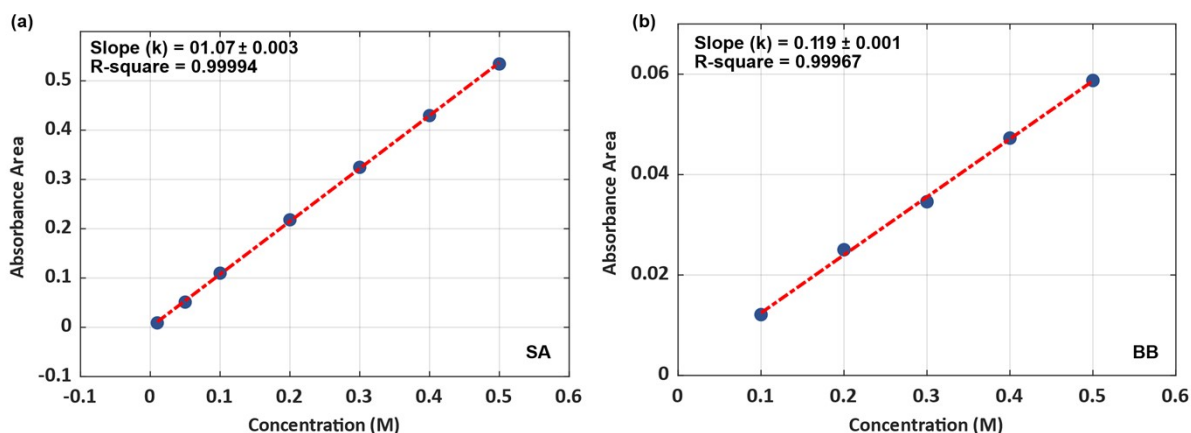 (a)
Slope (k) = 01.07 ± 0.003
R-square = 0.99994
0.5
0.4
0.3
0.2
0.1
0
-0.1
Absorbance Area
SA
-0.1 0 0.1 0.2 0.3 0.4 0.5 0.6
Concentration (M)
(b)
Slope (k) = 0.119 ± 0.001
R-square = 0.99967
0.06
0.04
0.02
0
Absorbance Area
BB
0 0.1 0.2 0.3 0.4 0.5 0.6
Concentration (M)